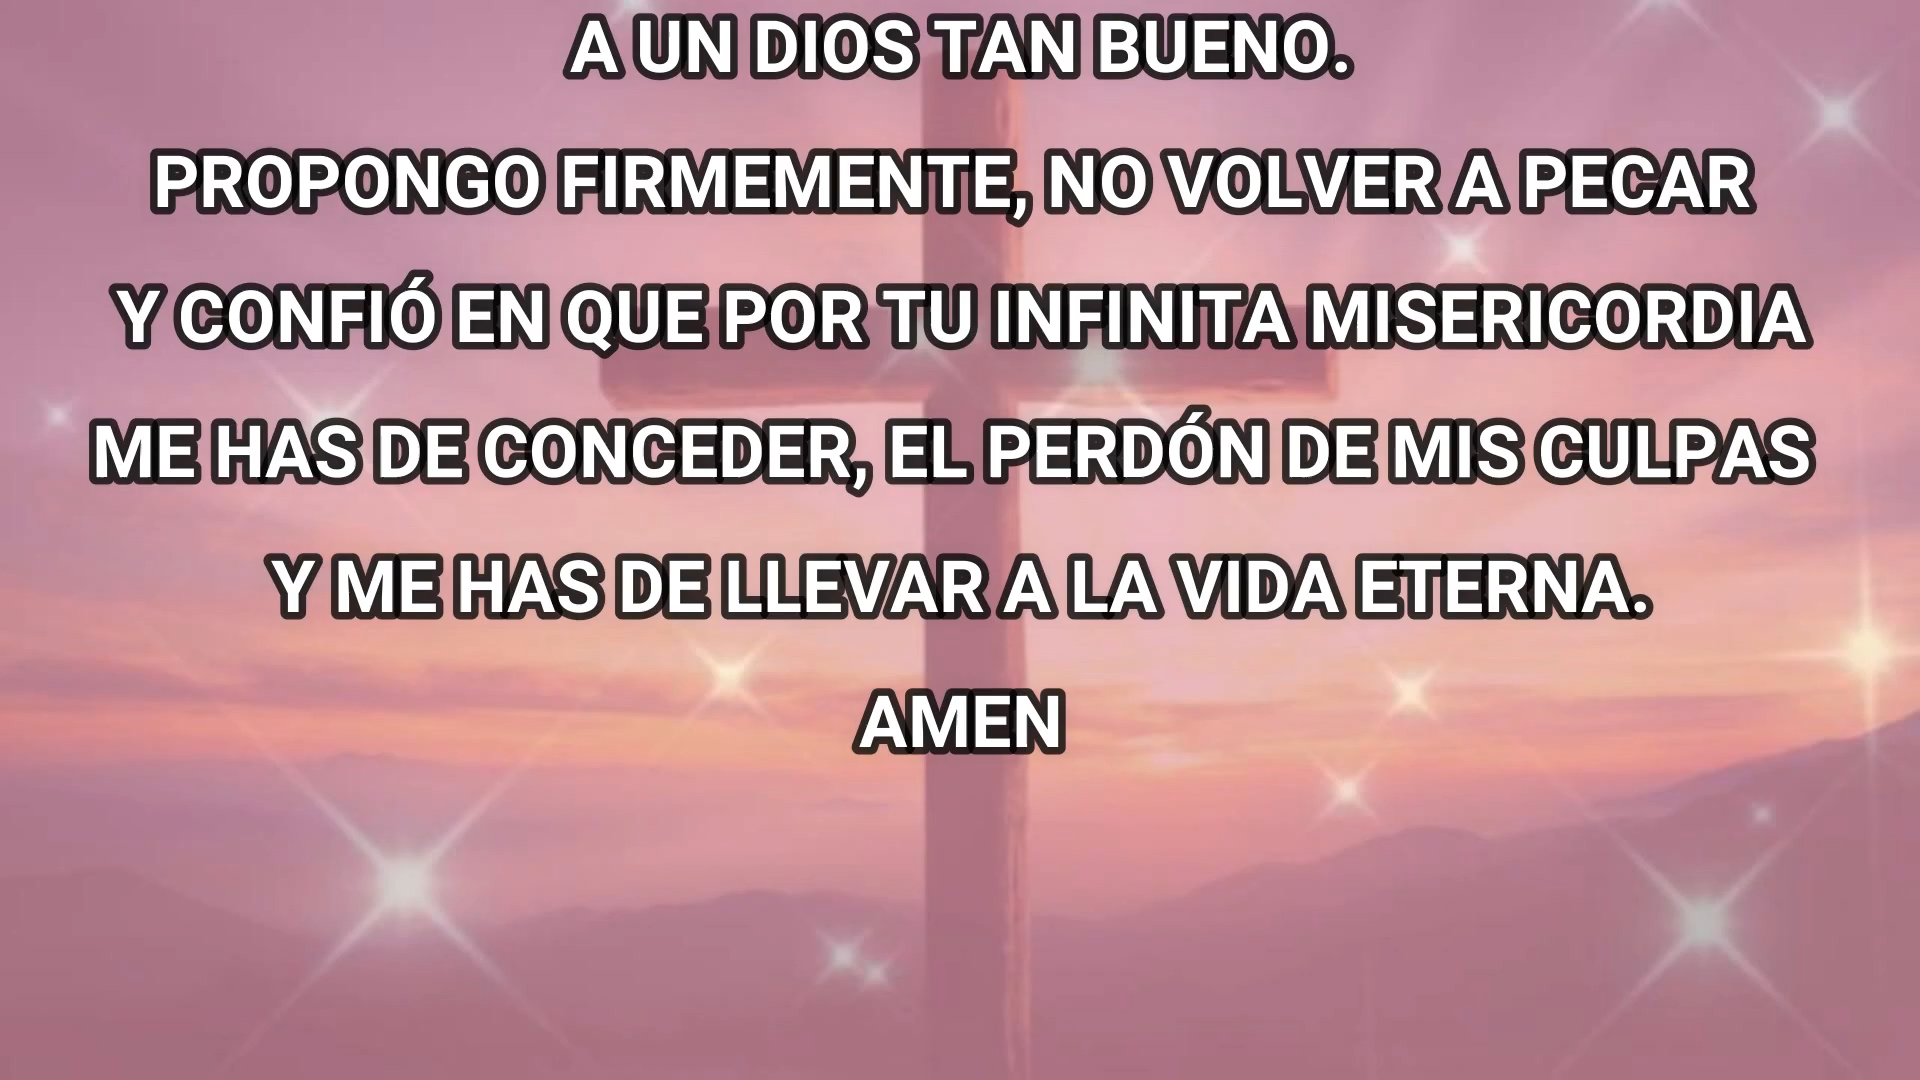 A UN DIOS TAN BUENO.
PROPONGO FIRMEMENTE, NO VOLVER A PECAR
Y CONFIÓ EN QUE POR TU INFINITA MISERICORDIA
ME HAS DE CONCEDER, EL PERDÓN DE MIS CULPAS
Y ME HAS DE LLEVAR A LA VIDA ETERNA.
AMEN